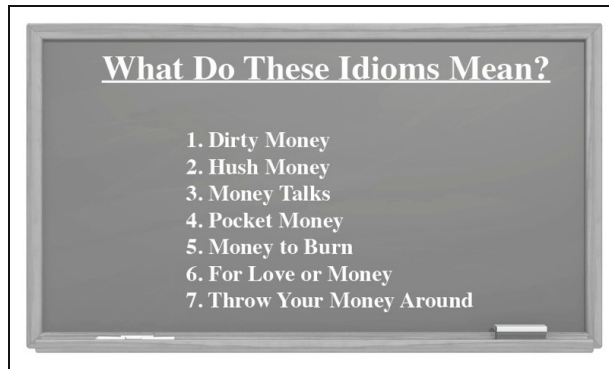 What Do These Idioms Mean?
1. Dirty Money
2. Hush Money
3. Money Talks
4. Pocket Money
5. Money to Burn
6. For Love or Money
7. Throw Your Money Around